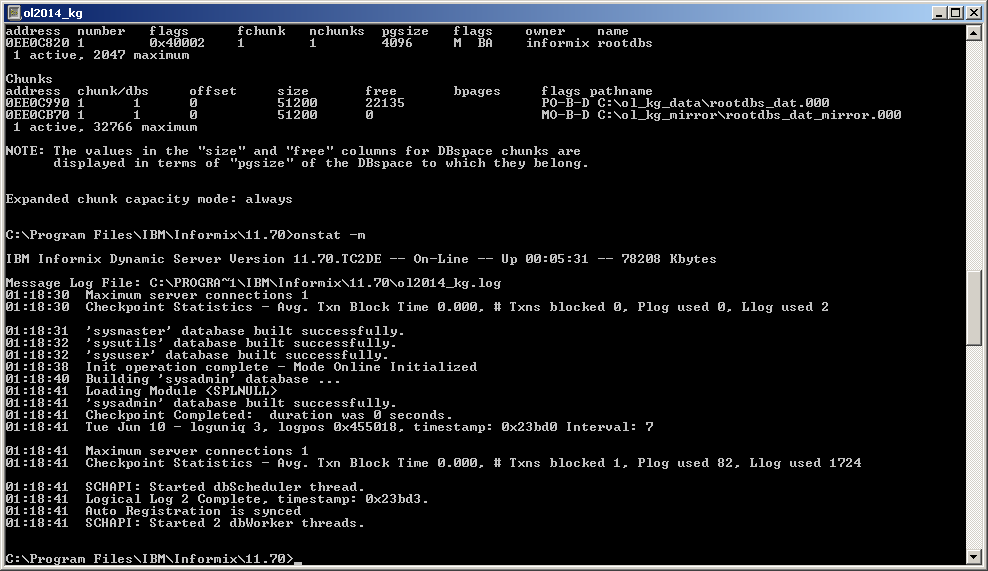 ol2014_kg
address  number   flags      fchunk   nchunks  pgsize   flags    owner    name
0EE0C820 1        0x40002    1        1        4096     M  BA    informix rootdbs
 1 active, 2047 maximum
Chunks
address  chunk/dbs     offset     size       free       bpages     flags pathname
0EE0C990 1      1      0          51200      22135                 PO-B-D C:\ol_kg_data\rootdbs_dat.000
0EE0CB70 1      1      0          51200      0                     MO-B-D C:\ol_kg_mirror\rootdbs_dat_mirror.000
 1 active, 32766 maximum
NOTE: The values in the "size" and "free" columns for DBspace chunks are
      displayed in terms of "pgsize" of the DBspace to which they belong.
Expanded chunk capacity mode: always
C:\Program Files\IBM\Informix\11.70>onstat -m
IBM Informix Dynamic Server Version 11.70.TC2DE -- On-Line -- Up 00:05:31 -- 78208 Kbytes
Message Log File: C:\PROGRA~1\IBM\Informix\11.70\ol2014_kg.log
01:18:30  Maximum server connections 1
01:18:30  Checkpoint Statistics - Avg. Txn Block Time 0.000, # Txns blocked 0, Plog used 0, Llog used 2
01:18:31  'sysmaster' database built successfully.
01:18:32  'sysutils' database built successfully.
01:18:32  'sysuser' database built successfully.
01:18:38  Init operation complete - Mode Online Initialized
01:18:40  Building 'sysadmin' database ...
01:18:41  Loading Module <SPLNULL>
01:18:41  'sysadmin' database built successfully.
01:18:41  Checkpoint Completed:  duration was 0 seconds.
01:18:41  Tue Jun 10 - loguniq 3, logpos 0x455018, timestamp: 0x23bd0 Interval: 7
01:18:41  Maximum server connections 1
01:18:41  Checkpoint Statistics - Avg. Txn Block Time 0.000, # Txns blocked 1, Plog used 82, Llog used 1724
01:18:41  SCHAPI: Started dbScheduler thread.
01:18:41  Logical Log 2 Complete, timestamp: 0x23bd3.
01:18:41  Auto Registration is synced
01:18:41  SCHAPI: Started 2 dbWorker threads.
C:\Program Files\IBM\Informix\11.70>_